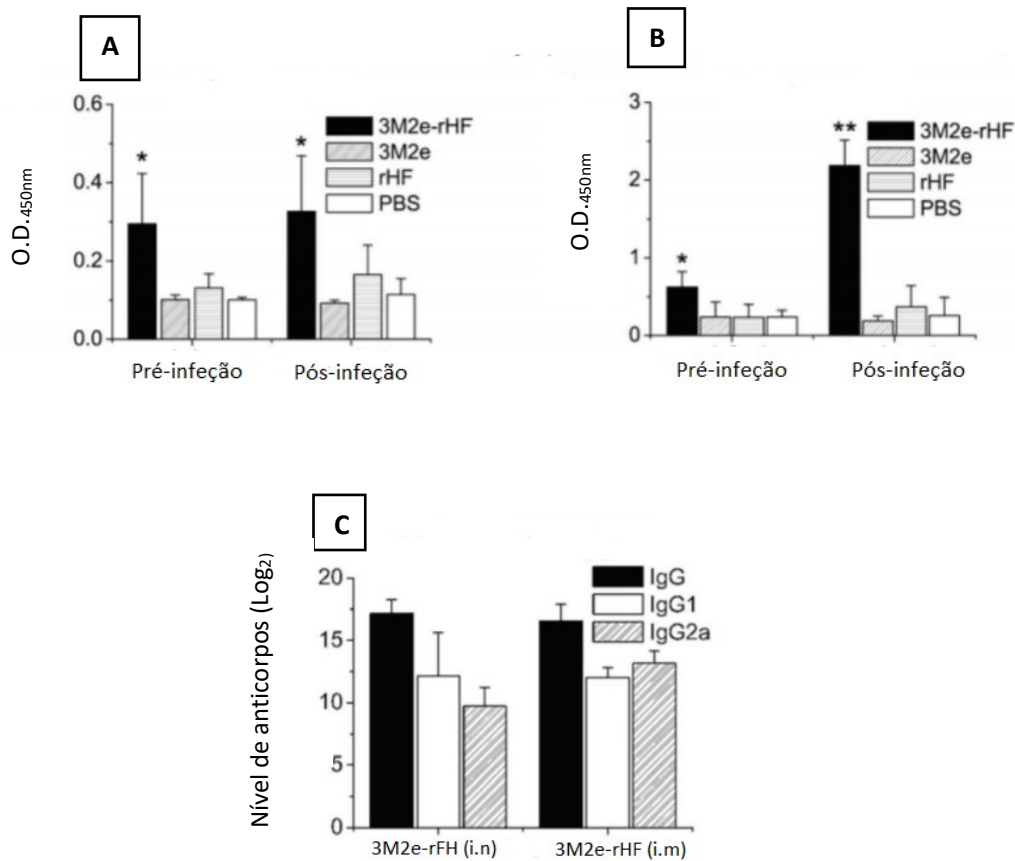 A
O.D.450nm
0.6
0.4
0.2
0.0
*
*
3M2e-rHF
3M2e
rHF
PBS
Pré-infeção
Pós-infeção
B
O.D.450nm
3
2
1
0
*
**
3M2e-rHF
3M2e
rHF
PBS
Pré-infeção
Pós-infeção
C
Nível de anticorpos (Log2)
20
15
10
5
0
IgG
IgG1
IgG2a
3M2e-rFH (i.n)
3M2e-rHF (i.m)